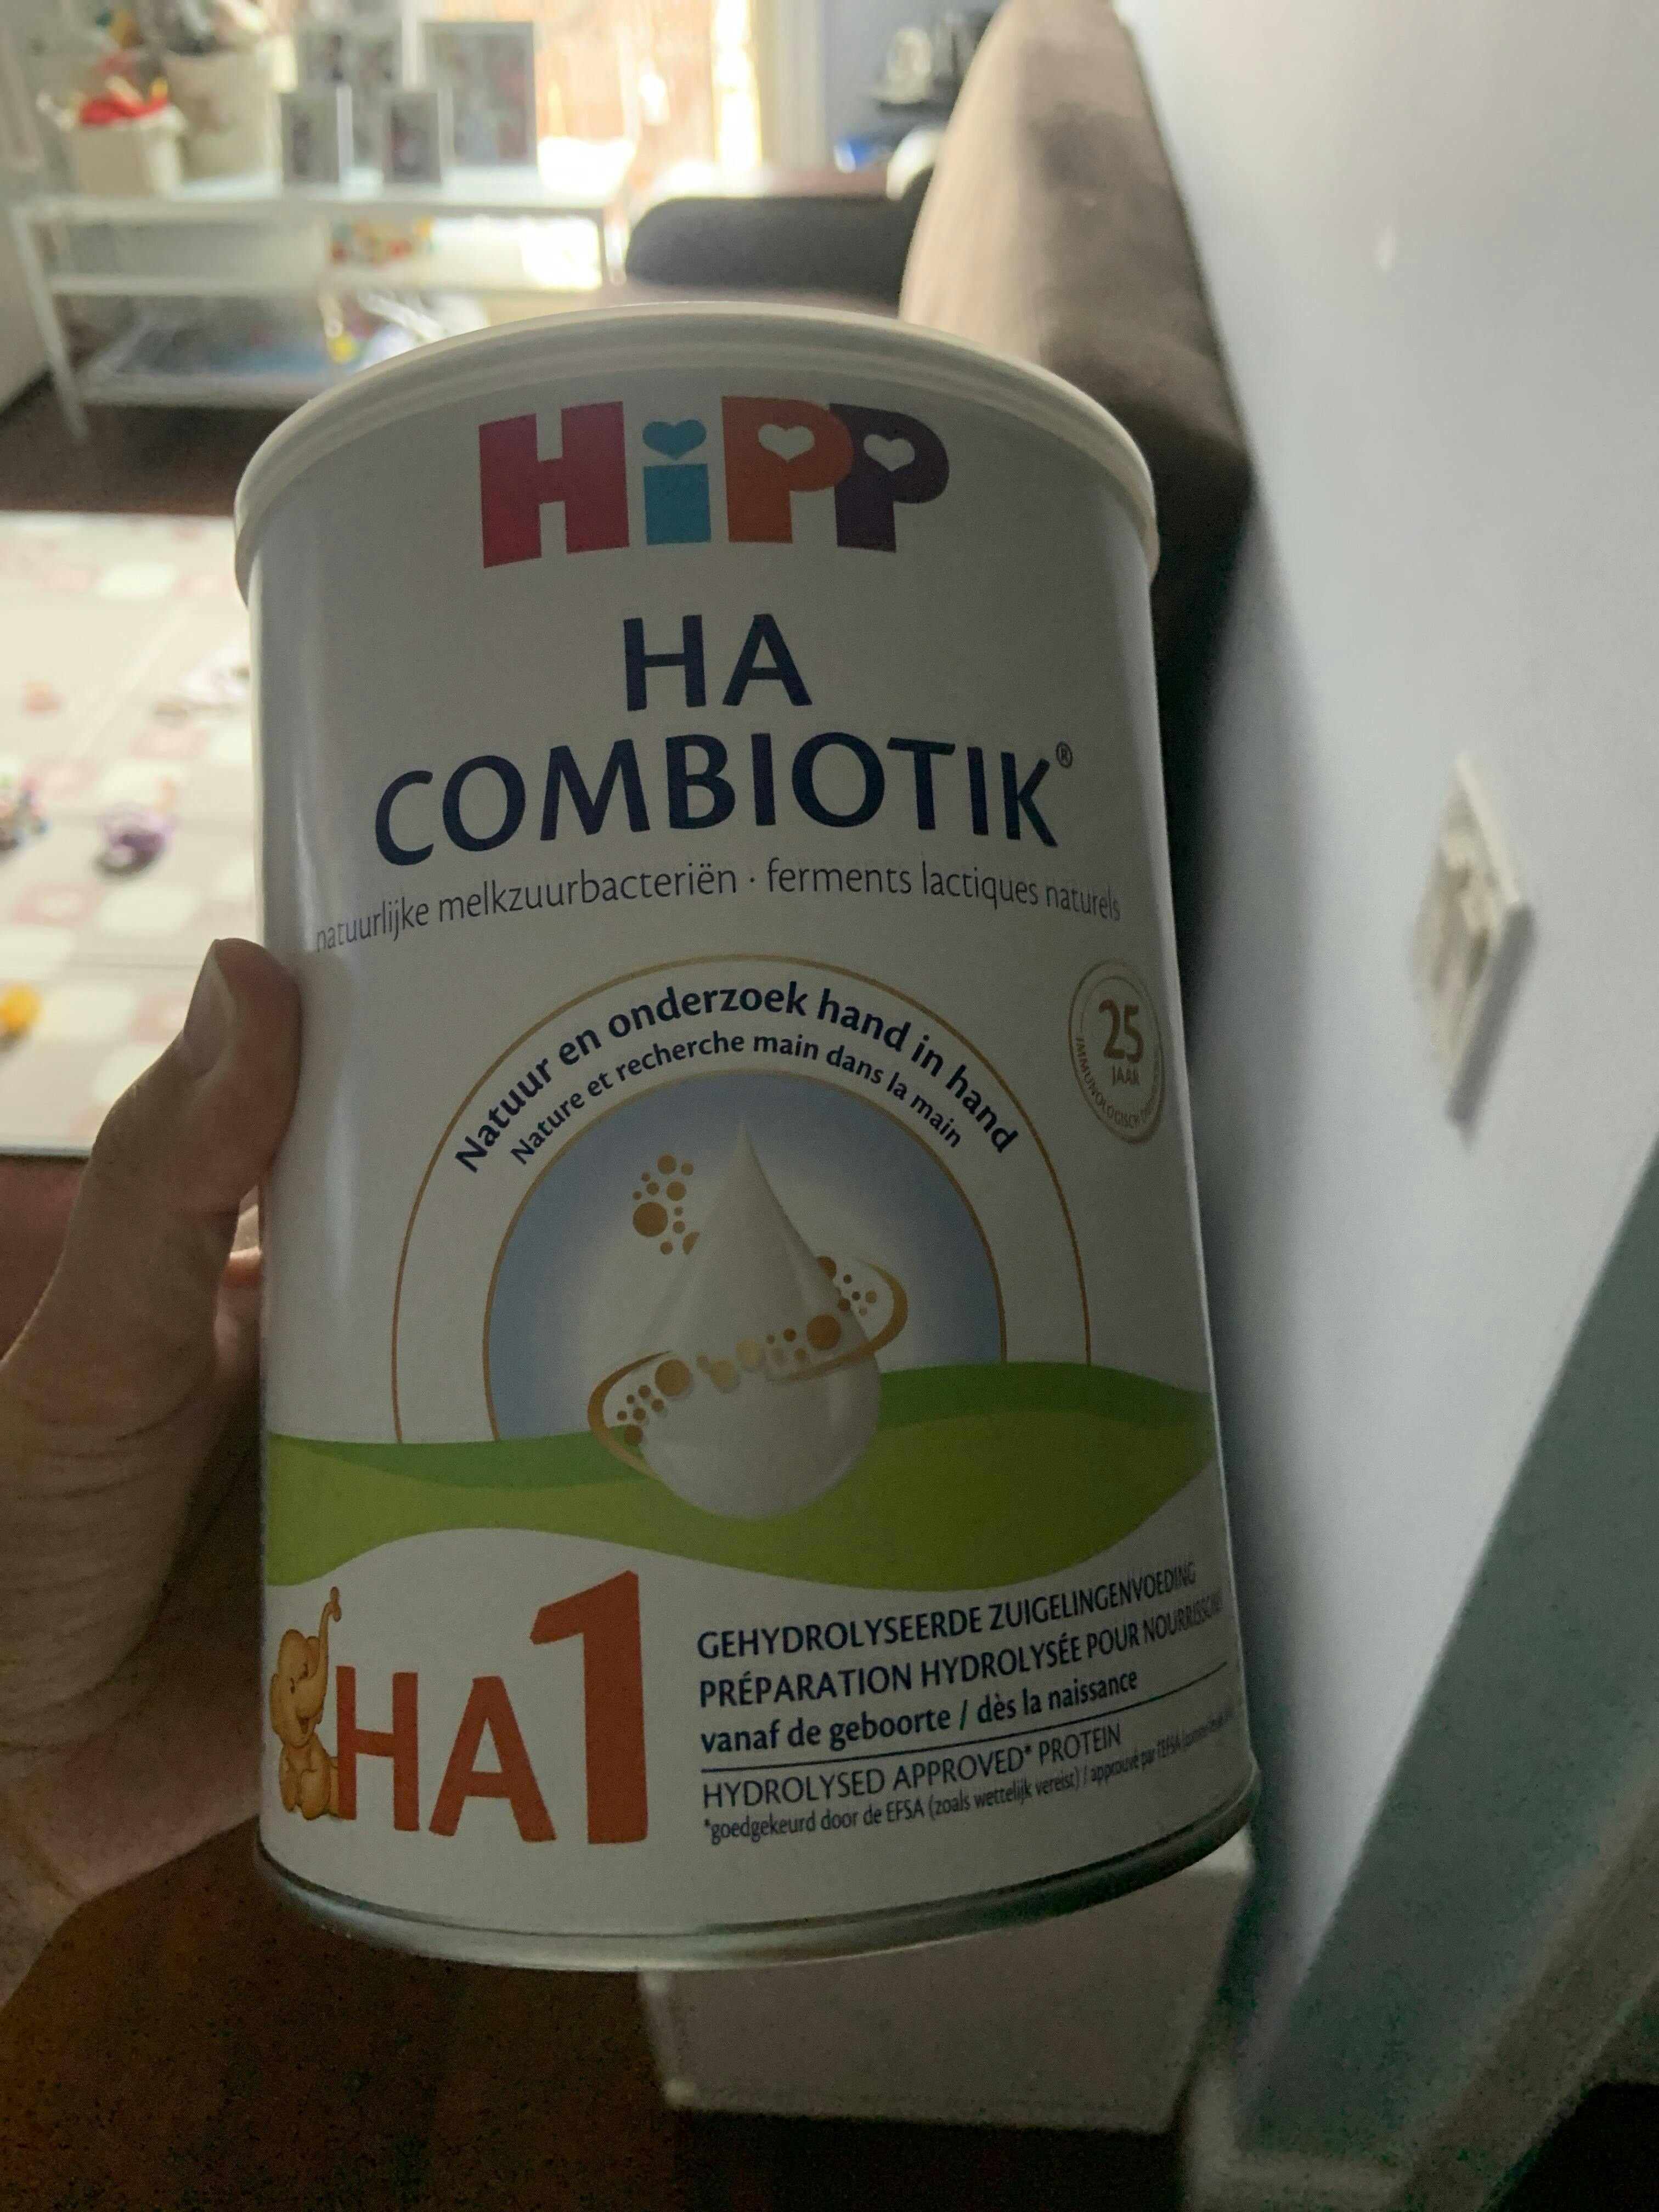 HiPP
HA
COMBIOTIK®
natuurlijke melkzuurbacteriën · ferments lactiques naturels
Natuur en onderzoek hand in hand
Nature et recherche main dans la main
25
JAAR
IMMUNOLOGISCH
HA1
GEHYDROLYSEERDE ZUIGELINGENVOEDING
PRÉPARATION HYDROLYSÉE POUR NOURRISSONS
vanaf de geboorte / dès la naissance
HYDROLYSED APPROVED* PROTEIN
*goedgekeurd door de EFSA (zoals wettelijk vereist) / approuvé par l'EFSA